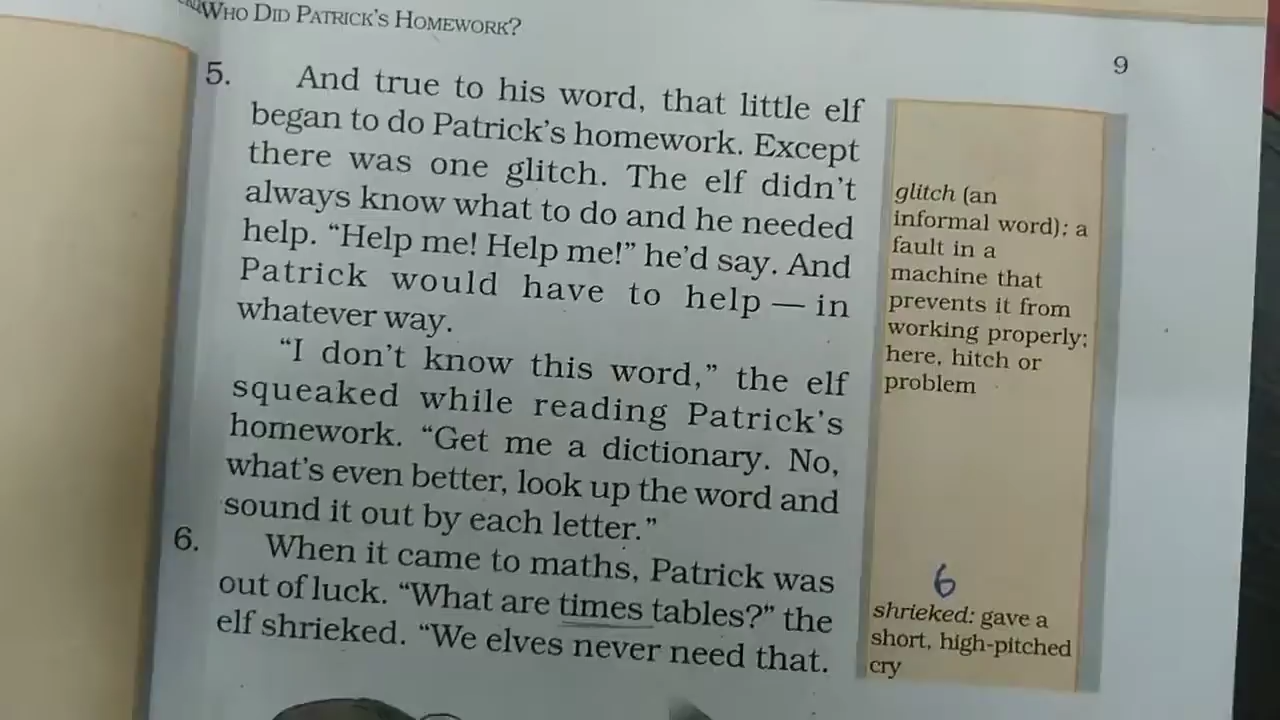 WHO DID PATRICK'S HOMEWORK?
9
5. And true to his word, that little elf
began to do Patrick's homework. Except
there was one glitch. The elf didn't
always know what to do and he needed
help. “Help me! Help me!” he'd say. And
Patrick would have to help — in
whatever way.
“I don't know this word,” the elf
squeaked while reading Patrick's
homework. “Get me a dictionary. No,
what's even better, look up the word and
sound it out by each letter.”
6. When it came to maths, Patrick was
out of luck. “What are times tables?” the
elf shrieked. “We elves never need that.
glitch (an
informal word): a
fault in a
machine that
prevents it from
working properly;
here, hitch or
problem
6
shrieked: gave a
short, high-pitched
cry